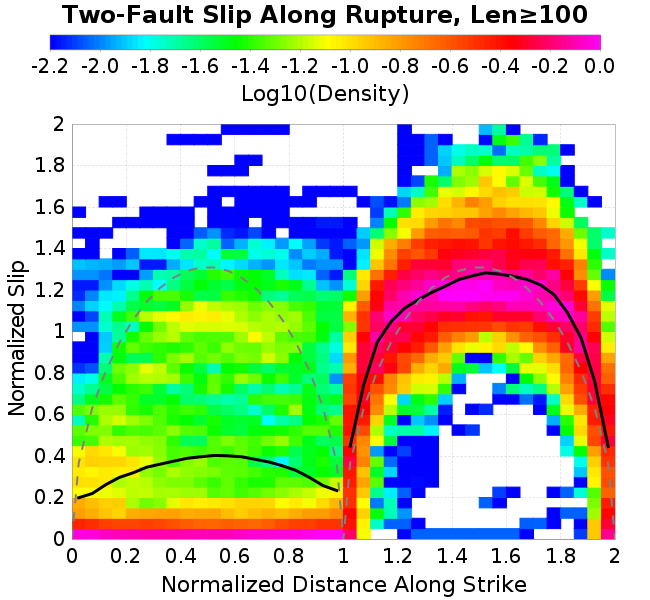 Two-Fault Slip Along Rupture, Len≥100
-2.2 -2.0 -1.8 -1.6 -1.4 -1.2 -1.0 -0.8 -0.6 -0.4 -0.2 0.0
Log10(Density)
2
1.8
1.6
1.4
1.2
1
0.8
0.6
0.4
0.2
0
Normalized Slip
0 0.2 0.4 0.6 0.8 1 1.2 1.4 1.6 1.8 2
Normalized Distance Along Strike